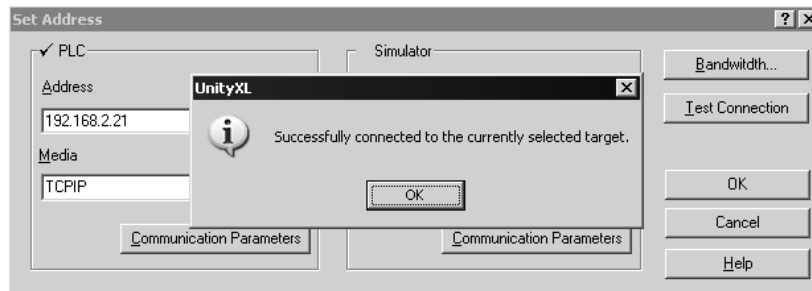 Set Address
✓ PLC
Simulator
Address
192.168.2.21
Media
TCPIP
Communication Parameters
Communication Parameters
UnityXL
Successfully connected to the currently selected target.
OK
Bandwitdth...
Test Connection
OK
Cancel
Help